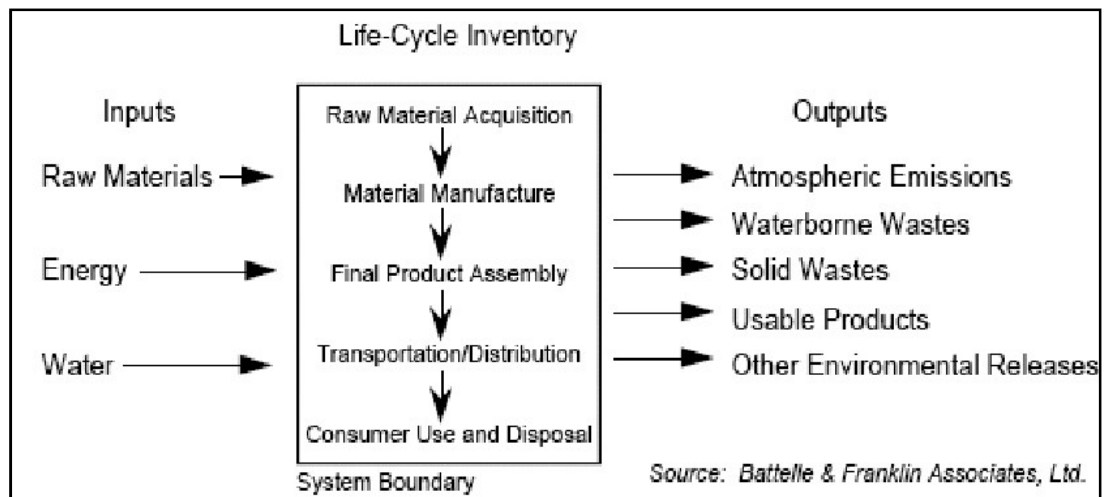 Life-Cycle Inventory
Inputs
Raw Materials
Energy
Water
Raw Material Acquisition
Material Manufacture
Final Product Assembly
Transportation/Distribution
Consumer Use and Disposal
System Boundary
Outputs
Atmospheric Emissions
Waterborne Wastes
Solid Wastes
Usable Products
Other Environmental Releases
Source: Battelle & Franklin Associates, Ltd.